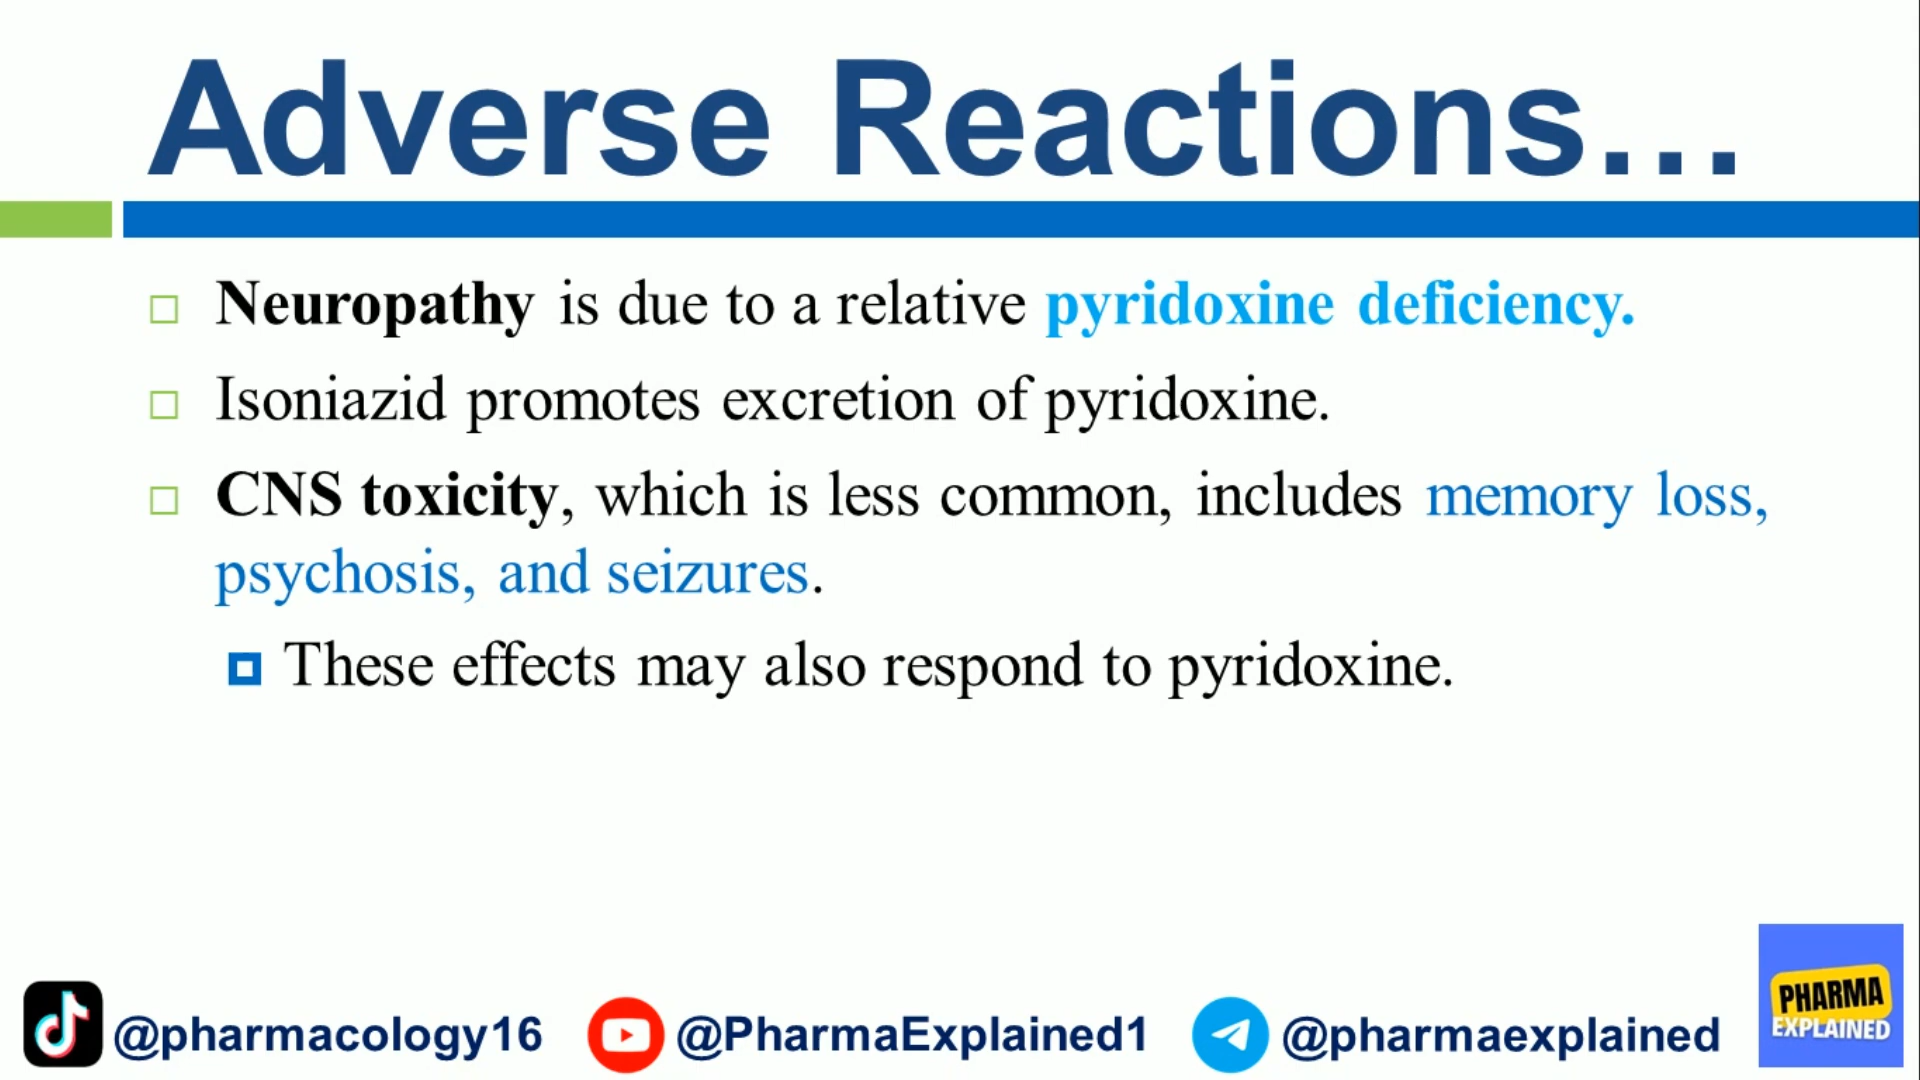 Adverse Reactions...
Neuropathy is due to a relative pyridoxine deficiency.
Isoniazid promotes excretion of pyridoxine.
CNS toxicity, which is less common, includes memory loss,
psychosis, and seizures.
These effects may also respond to pyridoxine.
@pharmacology16 @PharmaExplained1 @pharmaexplained
PHARMA
EXPLAINED